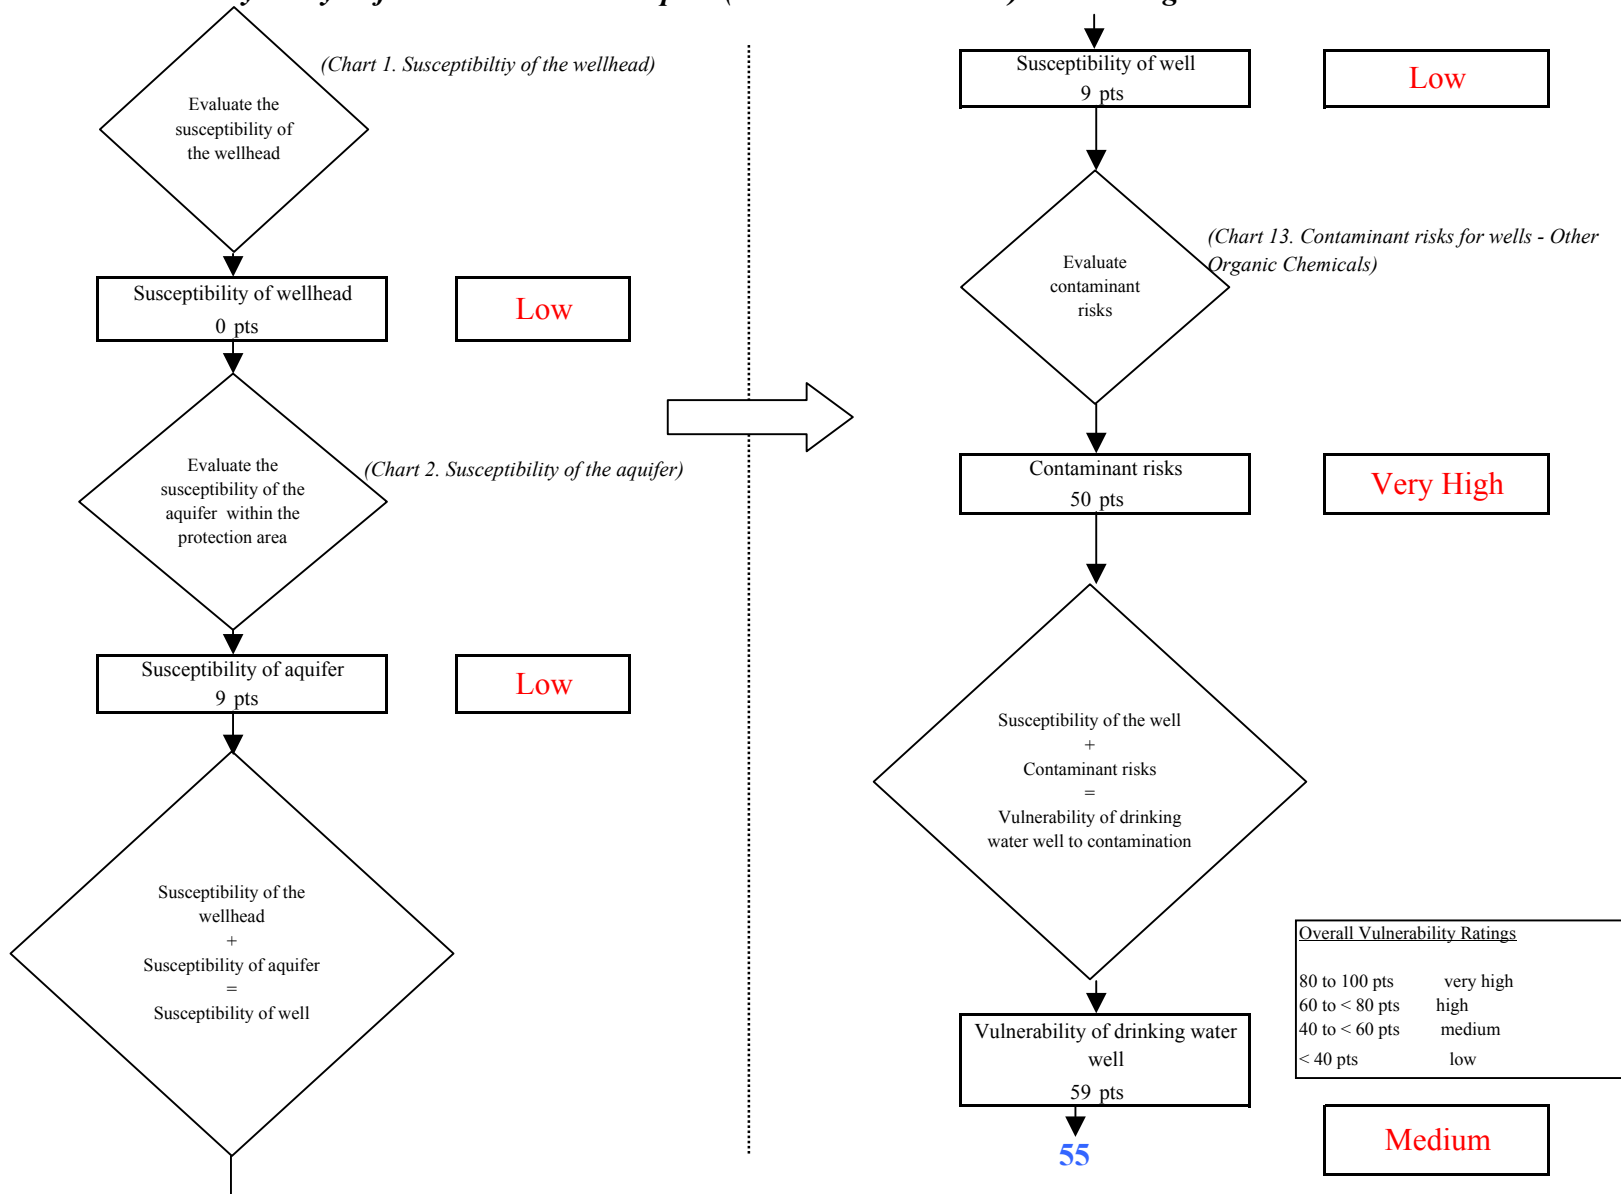 (Chart 1. Susceptibiltiy of the wellhead)
Evaluate the
susceptibility of
the wellhead
Susceptibility of wellhead
0 pts
Low
Evaluate the
susceptibility of the
aquifer within the
protection area
(Chart 2. Susceptibility of the aquifer)
Susceptibility of aquifer
9 pts
Low
Susceptibility of the
wellhead
+
Susceptibility of aquifer
=
Susceptibility of well
Susceptibility of well
9 pts
Low
Evaluate
contaminant
risks
(Chart 13. Contaminant risks for wells - Other
Organic Chemicals)
Contaminant risks
50 pts
Very High
Susceptibility of the well
+
Contaminant risks
=
Vulnerability of drinking
water well to contamination
Vulnerability of drinking water
well
59 pts
55
Overall Vulnerability Ratings
80 to 100 pts very high
60 to < 80 pts high
40 to < 60 pts medium
< 40 pts low
Medium